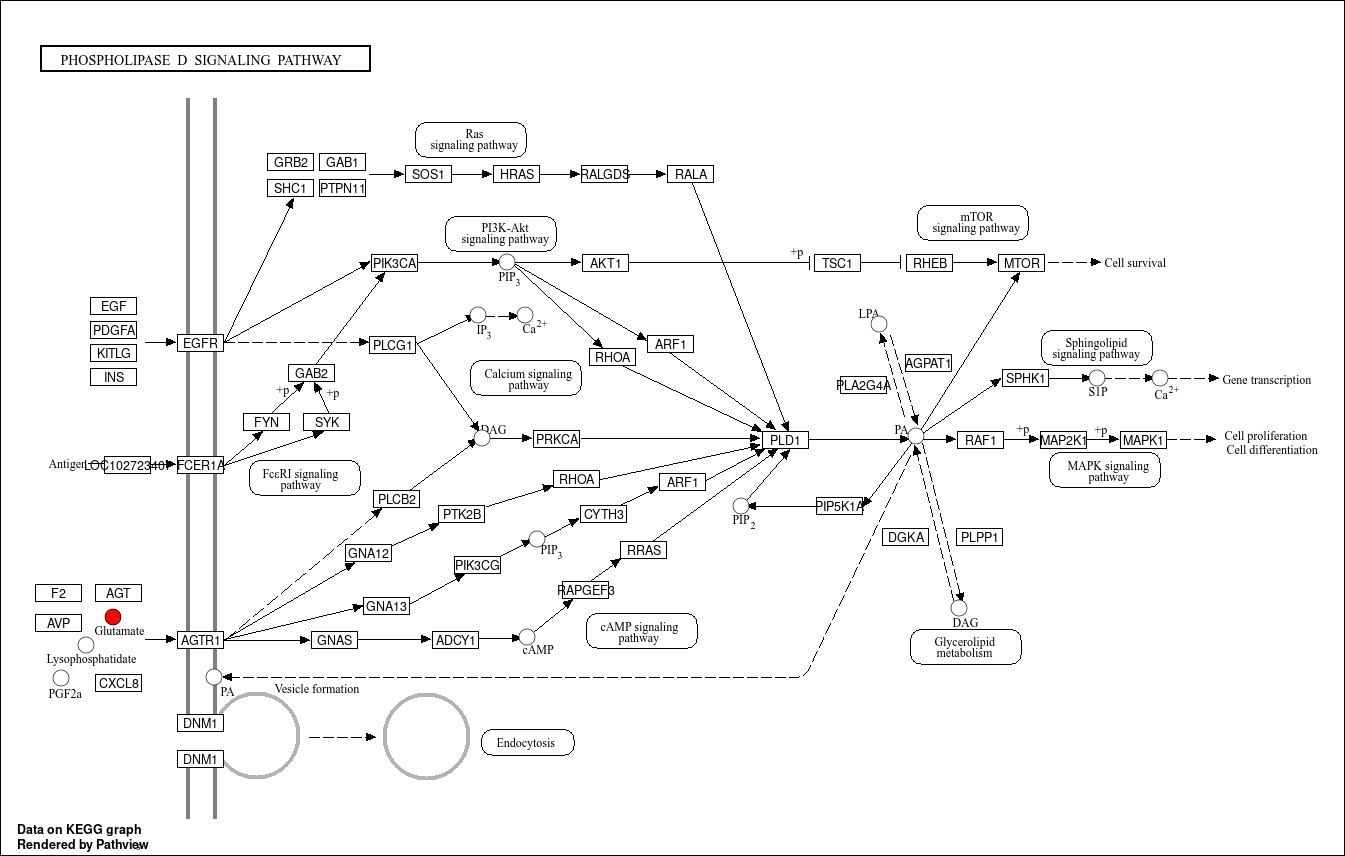 PHOSPHOLIPASE D SIGNALING PATHWAY
Ras
signaling pathway
GRB2 GAB1
SHC1 PTPN11
SOS1 HRAS RALGDS RALA
PI3K-Akt
signaling pathway
mTOR
signaling pathway
PIK3CA
PIP3
AKT1
+p
TSC1
RHEB
MTOR
Cell survival
EGF
PDGFA
KITLG
INS
EGFR
PLCG1
IP3
Ca2+
RHOA
ARF1
LPA
AGPAT1
PLA2G4A
Sphingolipid
signaling pathway
GAB2
+p
+p
Calcium signaling
pathway
SPHK1
S1P
Ca2+
Gene transcription
FYN
SYK
DAG
PRKCA
PLD1
PA
RAF1
+p
MAP2K1
+p
MAPK1
Cell proliferation
Cell differentiation
Antigen
LOC102723407
FCER1A
FcεRI signaling
pathway
MAPK signaling
pathway
PLCB2
RHOA
ARF1
PTK2B
CYTH3
PIP2
PIP5K1A
GNA12
PIP3
RRAS
DGKA
PLPP1
PIK3CG
RAPGEF3
F2
AGT
AVP
Glutamate
Lysophosphatidate
PGF2a
CXCL8
GNA13
AGTR1
GNAS
ADCY1
cAMP
cAMP signaling
pathway
DAG
Glycerolipid
metabolism
PA
Vesicle formation
DNM1
DNM1
Endocytosis
Data on KEGG graph
Rendered by Pathview